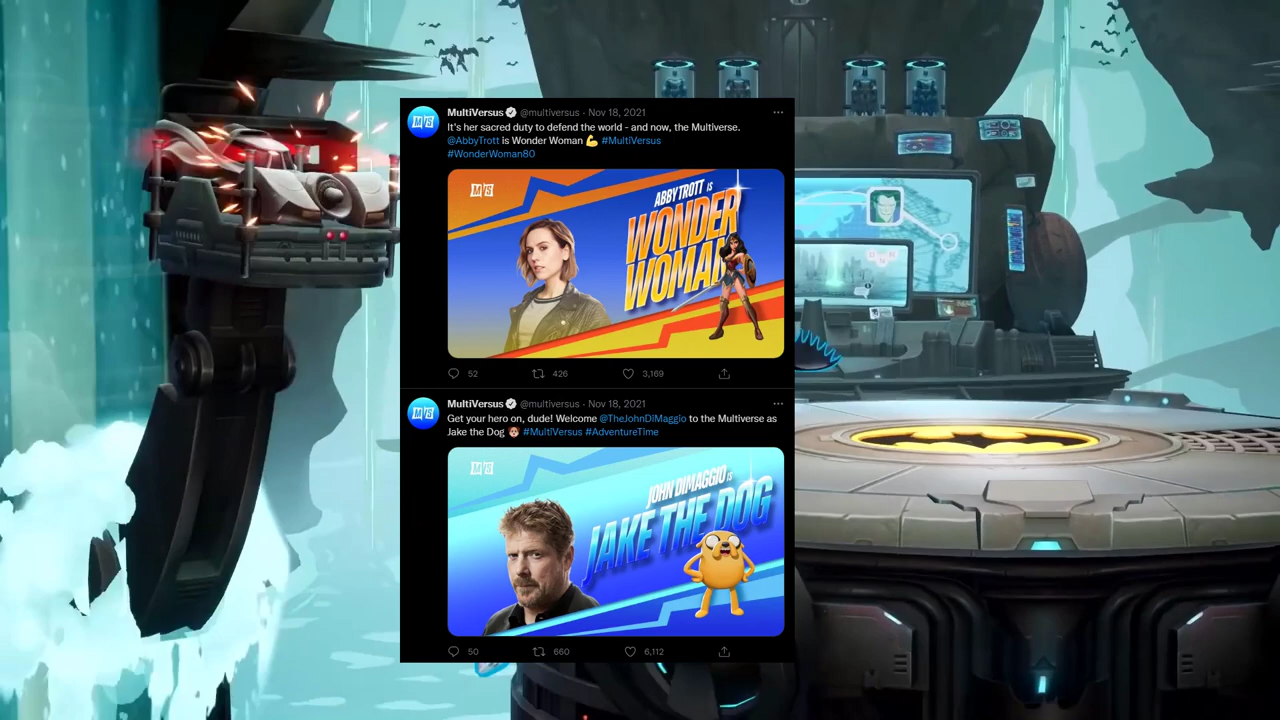 MultiVersus @multiversus · Nov 18, 2021
It's her sacred duty to defend the world - and now, the Multiverse.
@AbbyTrott is Wonder Woman 💪 #MultiVersus
#WonderWoman80
MVS
ABBY TROTT IS
WONDER
WOMAN
52 426 3,169
MultiVersus @multiversus · Nov 18, 2021
Get your hero on, dude! Welcome @TheJohnDiMaggio to the Multiverse as
Jake the Dog 🐶 #MultiVersus #AdventureTime
MVS
JOHN DIMAGGIO IS
JAKE THE DOG
50 660 6,112